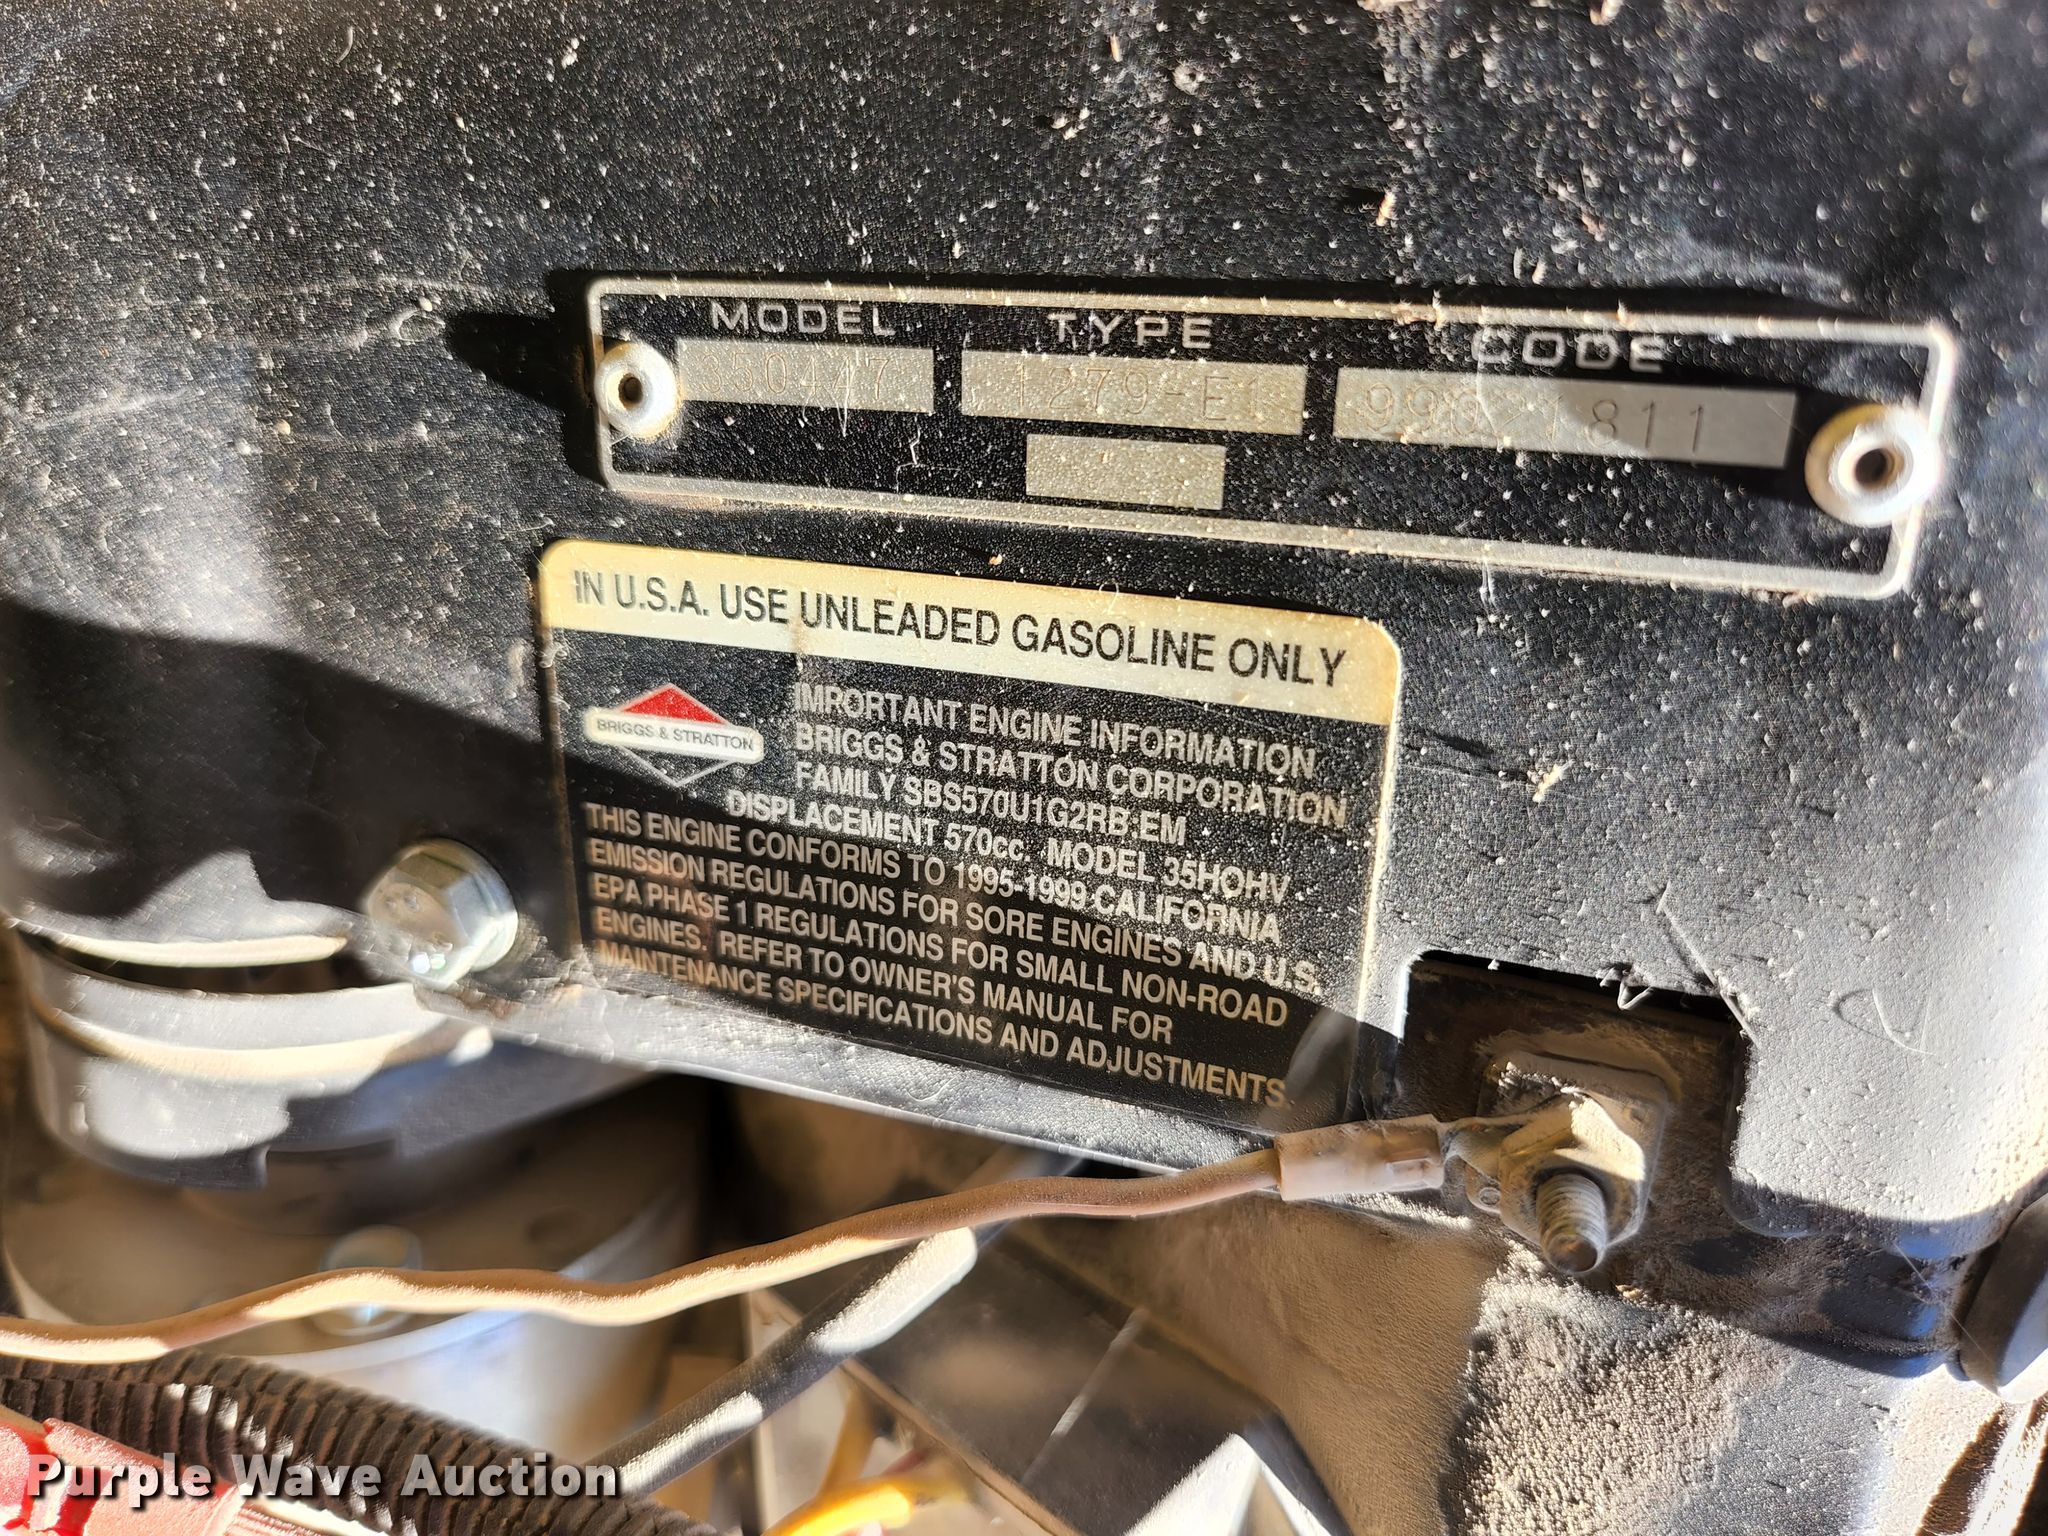 MODEL TYPE CODE
350447 1279-E1 99021811
IN U.S.A. USE UNLEADED GASOLINE ONLY
BRIGGS & STRATTON
IMPORTANT ENGINE INFORMATION
BRIGGS & STRATTON CORPORATION
FAMILY SBS570U1G2RB EM
DISPLACEMENT 570cc. MODEL 35HOHV
THIS ENGINE CONFORMS TO 1995-1999 CALIFORNIA
EMISSION REGULATIONS FOR SORE ENGINES AND U.S.
EPA PHASE 1 REGULATIONS FOR SMALL NON-ROAD
ENGINES. REFER TO OWNER'S MANUAL FOR
MAINTENANCE SPECIFICATIONS AND ADJUSTMENTS.
Purple Wave Auction